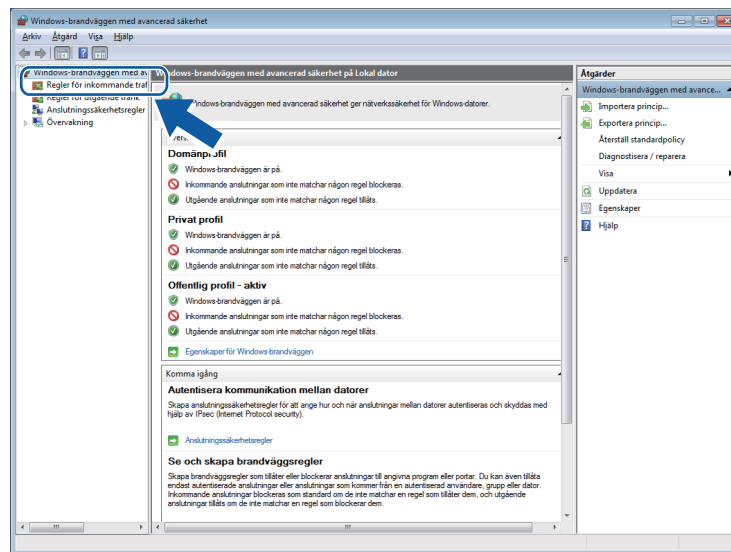 Windows-brandväggen med avancerad säkerhet
Arkiv Åtgärd Visa Hjälp
Windows-brandväggen med av
Regler för inkommande traf
Regler för utgående trafik
Anslutningssäkerhetsregler
Övervakning
Windows-brandväggen med avancerad säkerhet på Lokal dator
Windows-brandväggen med avancerad säkerhet ger nätverkssäkerhet för Windows-datorer.
Domänprofil
Windows-brandväggen är på.
Inkommande anslutningar som inte matchar någon regel blockeras.
Utgående anslutningar som inte matchar någon regel tillåts.
Privat profil
Windows-brandväggen är på.
Inkommande anslutningar som inte matchar någon regel blockeras.
Utgående anslutningar som inte matchar någon regel tillåts.
Offentlig profil - aktiv
Windows-brandväggen är på.
Inkommande anslutningar som inte matchar någon regel blockeras.
Utgående anslutningar som inte matchar någon regel tillåts.
Egenskaper för Windows-brandväggen
Komma igång
Autentisera kommunikation mellan datorer
Skapa anslutningssäkerhetsregler för att ange hur och när anslutningar mellan datorer autentiseras och skyddas med
hjälp av IPsec (Internet Protocol security).
Anslutningssäkerhetsregler
Se och skapa brandväggsregler
Skapa brandväggsregler som tillåter eller blockerar anslutningar till angivna program eller portar. Du kan även tillåta
endast autentiserade anslutningar eller anslutningar som kommer från en autentiserad användare, grupp eller dator.
Inkommande anslutningar blockeras som standard om de inte matchar en regel som tillåter dem, och utgående
anslutningar tillåts om de inte matchar en regel som blockerar dem.
Åtgärder
Windows-brandväggen med avance...
Importera princip...
Exportera princip...
Återställ standardpolicy
Diagnostisera / reparera
Visa
Uppdatera
Egenskaper
Hjälp